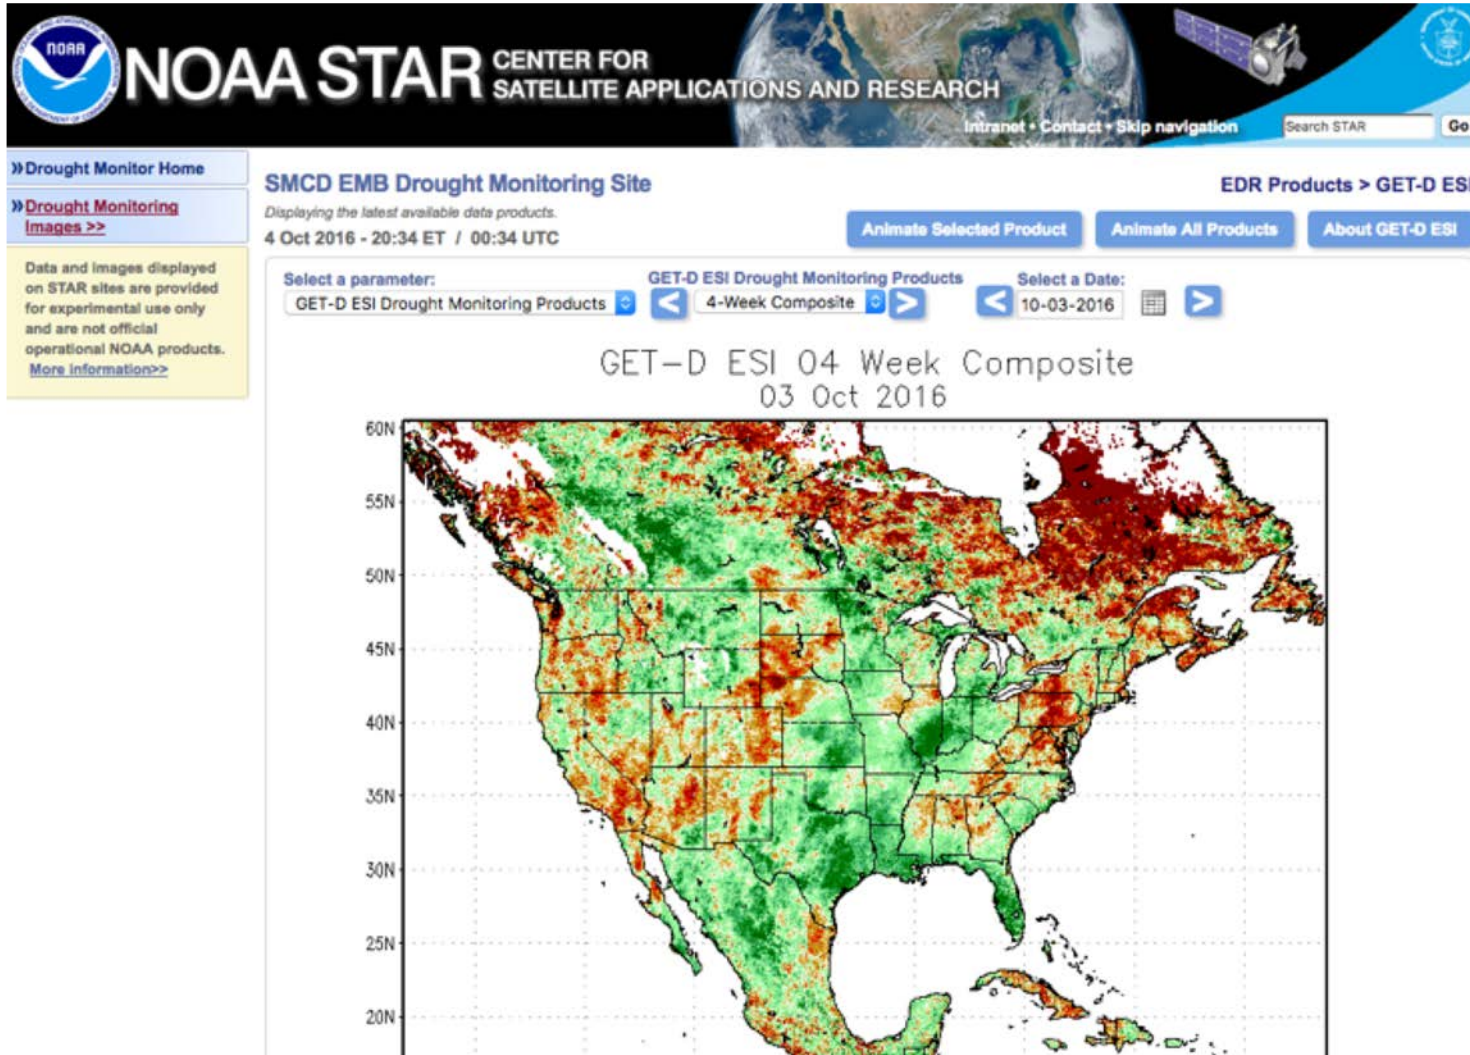 NOAA
NOAA STAR CENTER FOR
SATELLITE APPLICATIONS AND RESEARCH
Intranet • Contact • Skip navigation
Search STAR
Go
»Drought Monitor Home
»Drought Monitoring
Images >>
Data and images displayed
on STAR sites are provided
for experimental use only
and are not official
operational NOAA products.
More information>>
SMCD EMB Drought Monitoring Site
EDR Products > GET-D ESI
Displaying the latest available data products.
4 Oct 2016 - 20:34 ET / 00:34 UTC
Animate Selected Product
Animate All Products
About GET-D ESI
Select a parameter:
GET-D ESI Drought Monitoring Products
GET-D ESI Drought Monitoring Products
< 4-Week Composite >
Select a Date:
< 10-03-2016 >
GET-D ESI 04 Week Composite
03 Oct 2016
60N
55N
50N
45N
40N
35N
30N
25N
20N